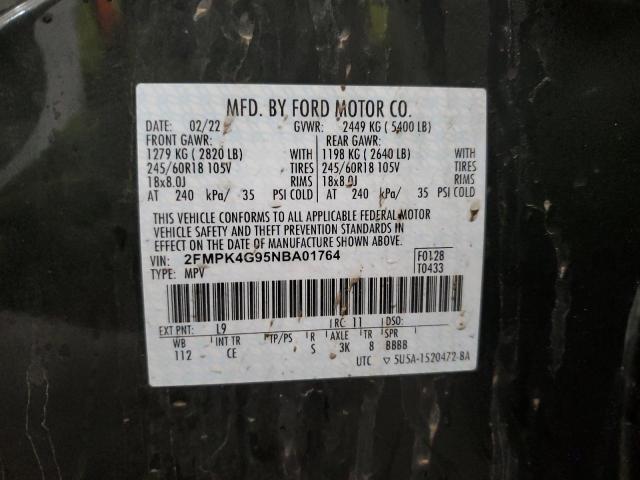 MFD. BY FORD MOTOR CO.
DATE: 02/22 GVWR: 2449 KG ( 5400 LB)
FRONT GAWR: REAR GAWR:
1279 KG ( 2820 LB) WITH 1198 KG ( 2640 LB) WITH
245/60R18 105V TIRES 245/60R18 105V TIRES
18x8.0J RIMS 18x8.0J RIMS
AT 240 kPa/ 35 PSI COLD AT 240 kPa/ 35 PSI COLD
THIS VEHICLE CONFORMS TO ALL APPLICABLE FEDERAL MOTOR
VEHICLE SAFETY AND THEFT PREVENTION STANDARDS IN
EFFECT ON THE DATE OF MANUFACTURE SHOWN ABOVE.
VIN: 2FMPK4G95NBA01764 F0128
TYPE: MPV T0433
EXT PNT: L9 RC: 11 DSO:
WB INT TR TP/PS R AXLE TR SPR
112 CE S 3K 8 BBBB
UTC ▽ 5U5A-1520472-BA